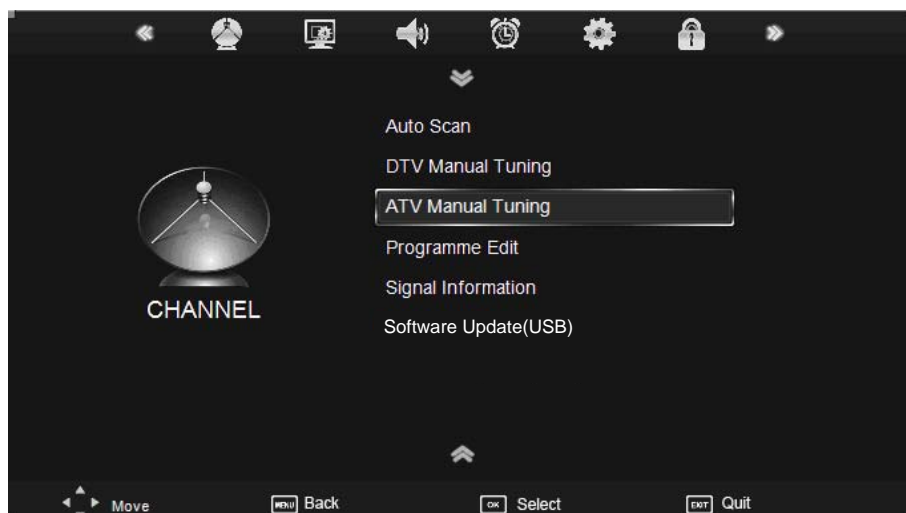 Auto Scan
DTV Manual Tuning
ATV Manual Tuning
Programme Edit
Signal Information
Software Update(USB)
CHANNEL
Move MENU Back OK Select EXIT Quit